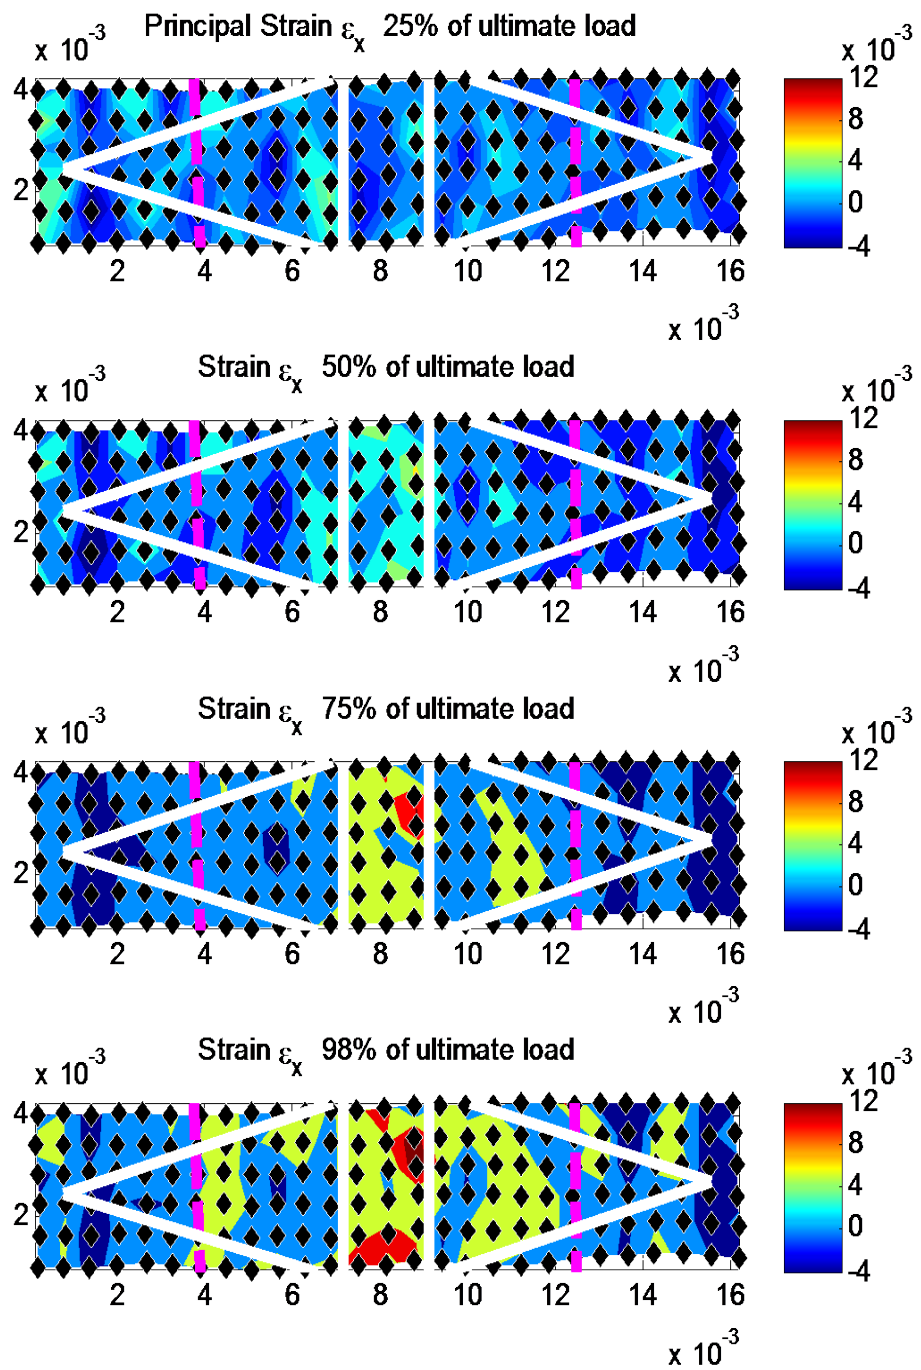 Principal Strain εx 25% of ultimate load
x 10-3
x 10-3
4
2
12
8
4
0
-4
2 4 6 8 10 12 14 16
x 10-3
Strain εx 50% of ultimate load
x 10-3
x 10-3
4
2
12
8
4
0
-4
2 4 6 8 10 12 14 16
x 10-3
Strain εx 75% of ultimate load
x 10-3
x 10-3
4
2
12
8
4
0
-4
2 4 6 8 10 12 14 16
x 10-3
Strain εx 98% of ultimate load
x 10-3
x 10-3
4
2
12
8
4
0
-4
2 4 6 8 10 12 14 16
x 10-3